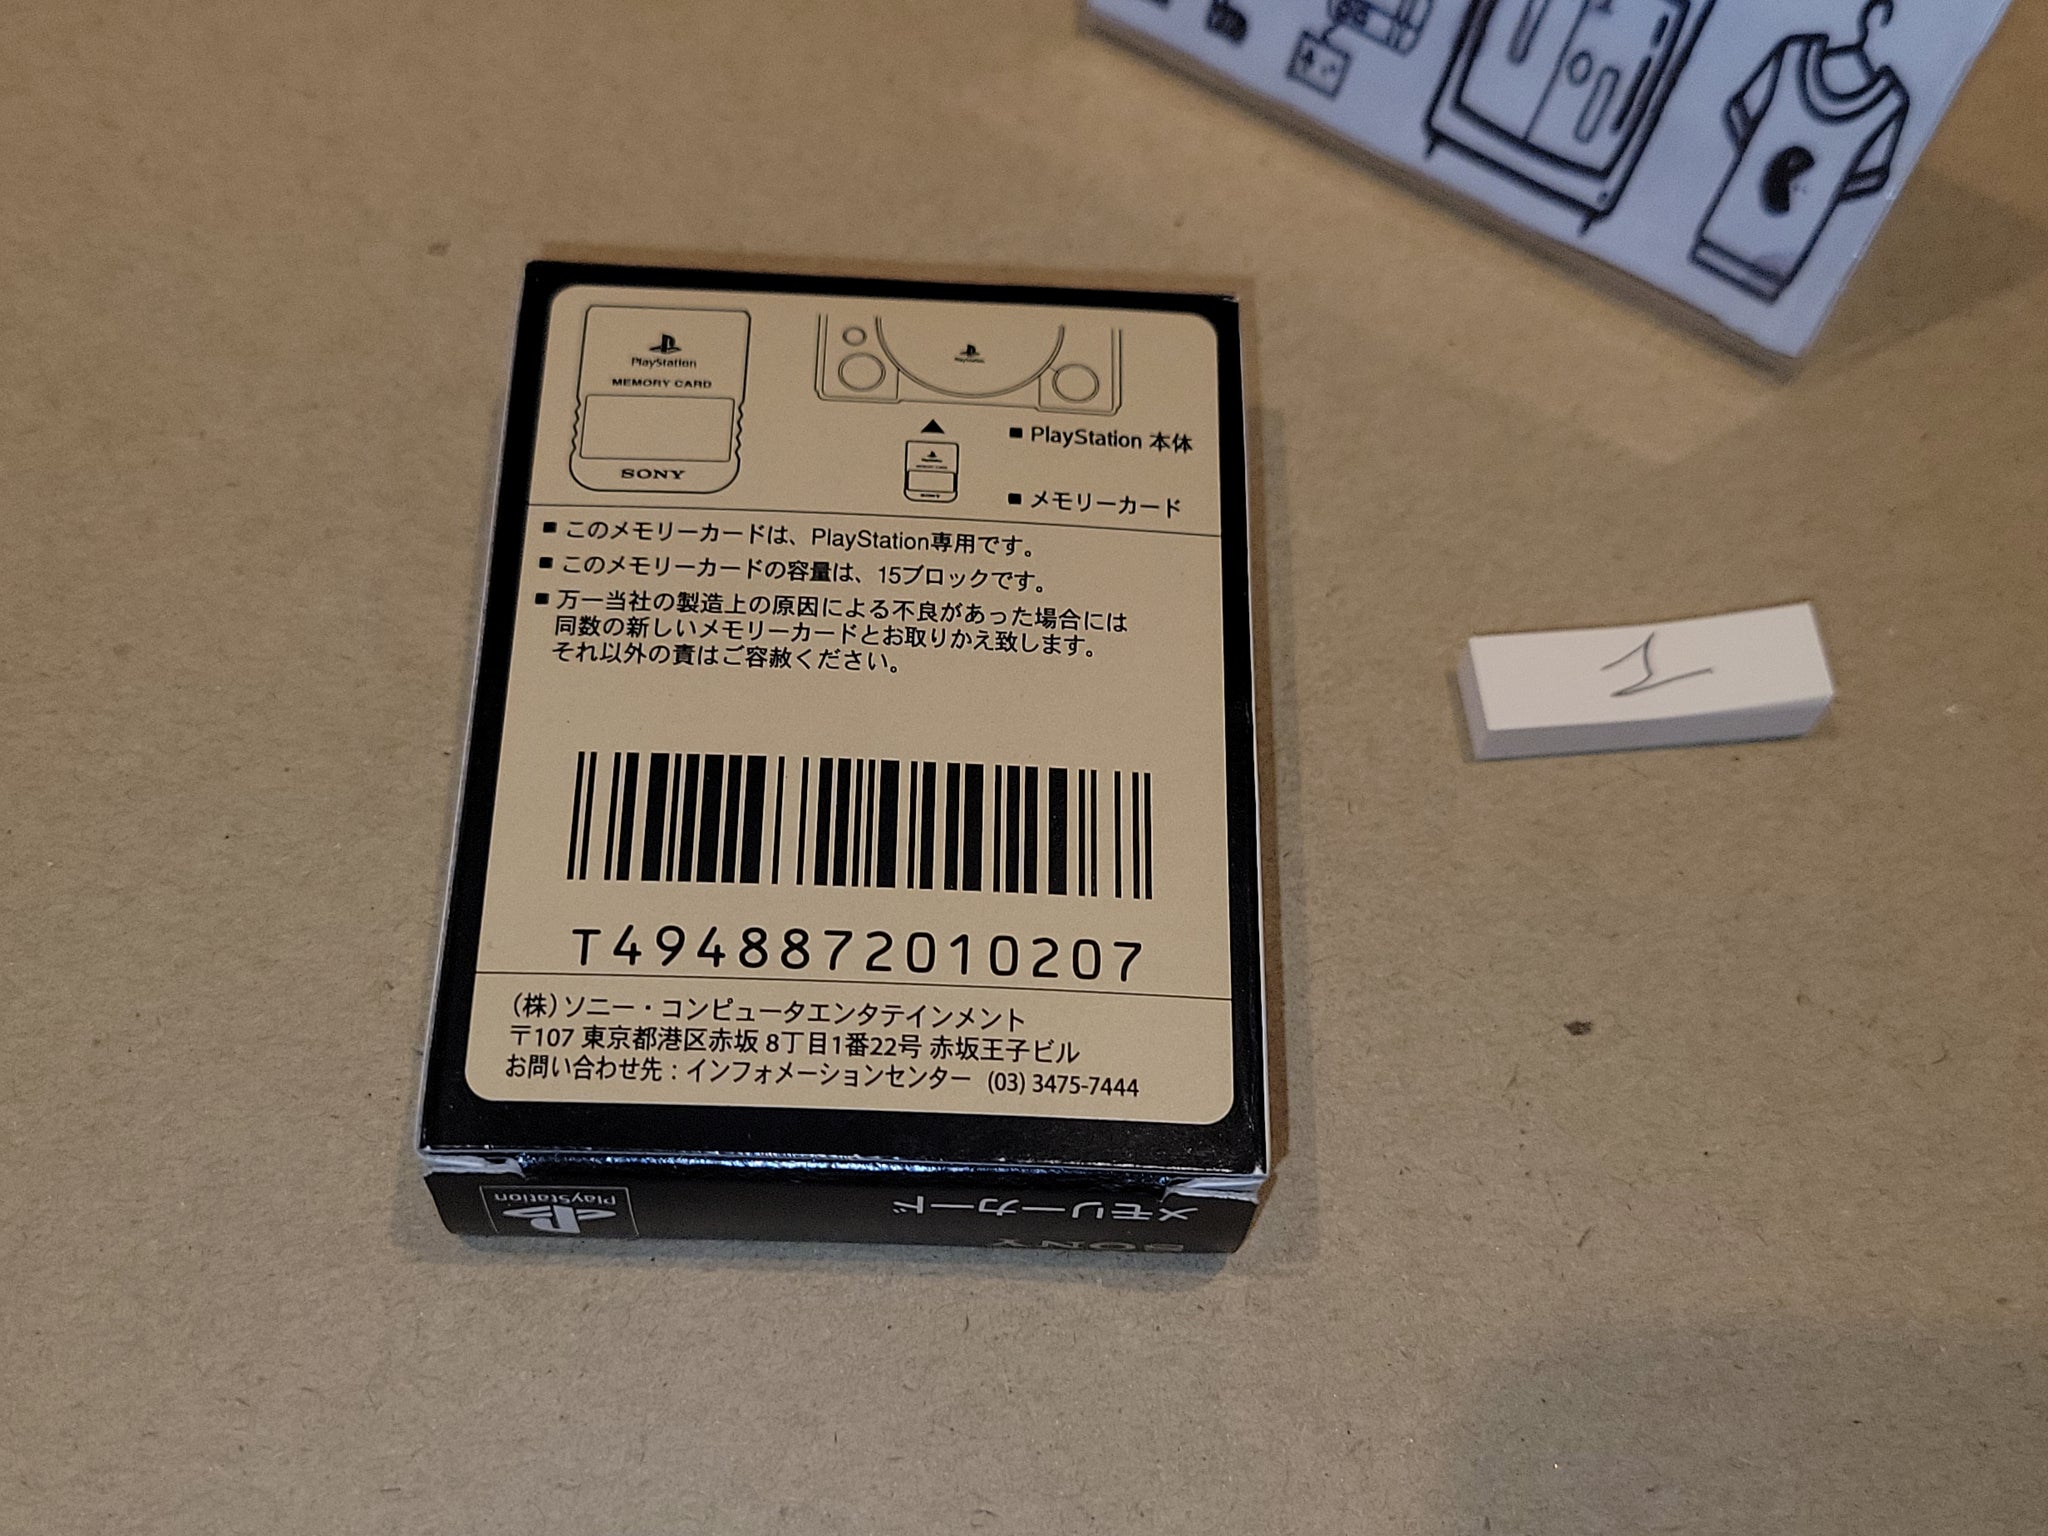 PlayStation
MEMORY CARD
SONY
PlayStation
■ PlayStation 本体
■ メモリーカード
■ このメモリーカードは、PlayStation専用です。
■ このメモリーカードの容量は、15ブロックです。
■ 万一当社の製造上の原因による不良があった場合には
同数の新しいメモリーカードとお取りかえ致します。
それ以外の責はご容赦ください。
T4948872010207
(株)ソニー・コンピュータエンタテインメント
〒107 東京都港区赤坂 8丁目1番22号 赤坂王子ビル
お問い合わせ先：インフォメーションセンター (03) 3475-7444
PlayStation
メモリーカード
SONY